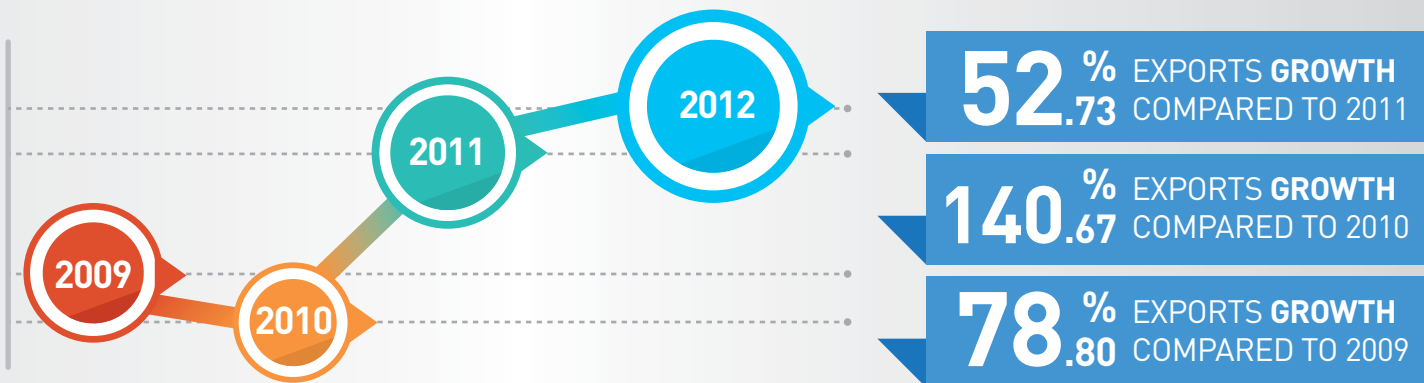 2009
2010
2011
2012
52.73% EXPORTS GROWTH
COMPARED TO 2011
140.67% EXPORTS GROWTH
COMPARED TO 2010
78.80% EXPORTS GROWTH
COMPARED TO 2009